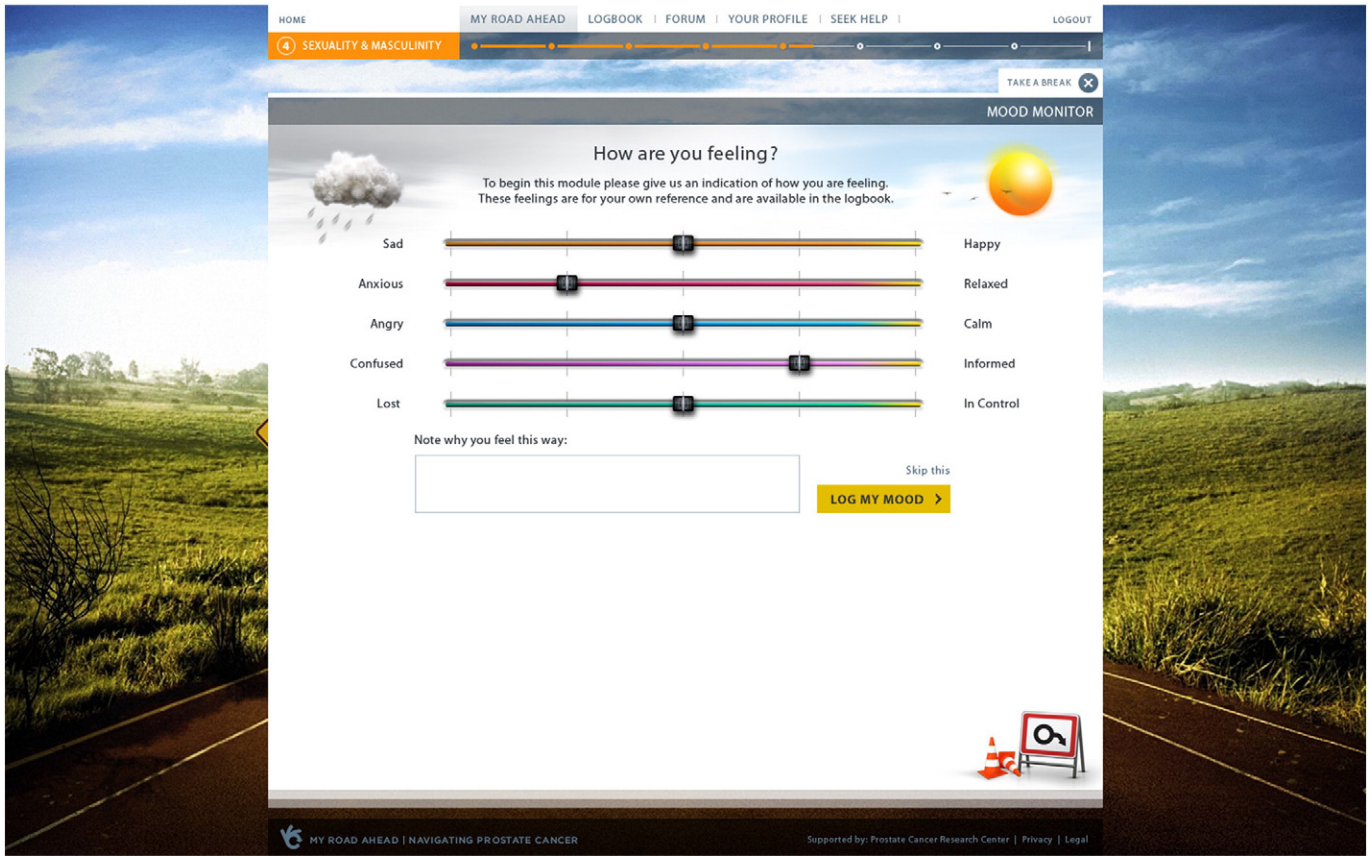 HOME
MY ROAD AHEAD | LOGBOOK | FORUM | YOUR PROFILE | SEEK HELP |
LOGOUT
4 SEXUALITY & MASCULINITY
TAKE A BREAK
MOOD MONITOR
How are you feeling?
To begin this module please give us an indication of how you are feeling.
These feelings are for your own reference and are available in the logbook.
Sad Happy
Anxious Relaxed
Angry Calm
Confused Informed
Lost In Control
Note why you feel this way:
Skip this
LOG MY MOOD
MY ROAD AHEAD | NAVIGATING PROSTATE CANCER
Supported by: Prostate Cancer Research Center | Privacy | Legal